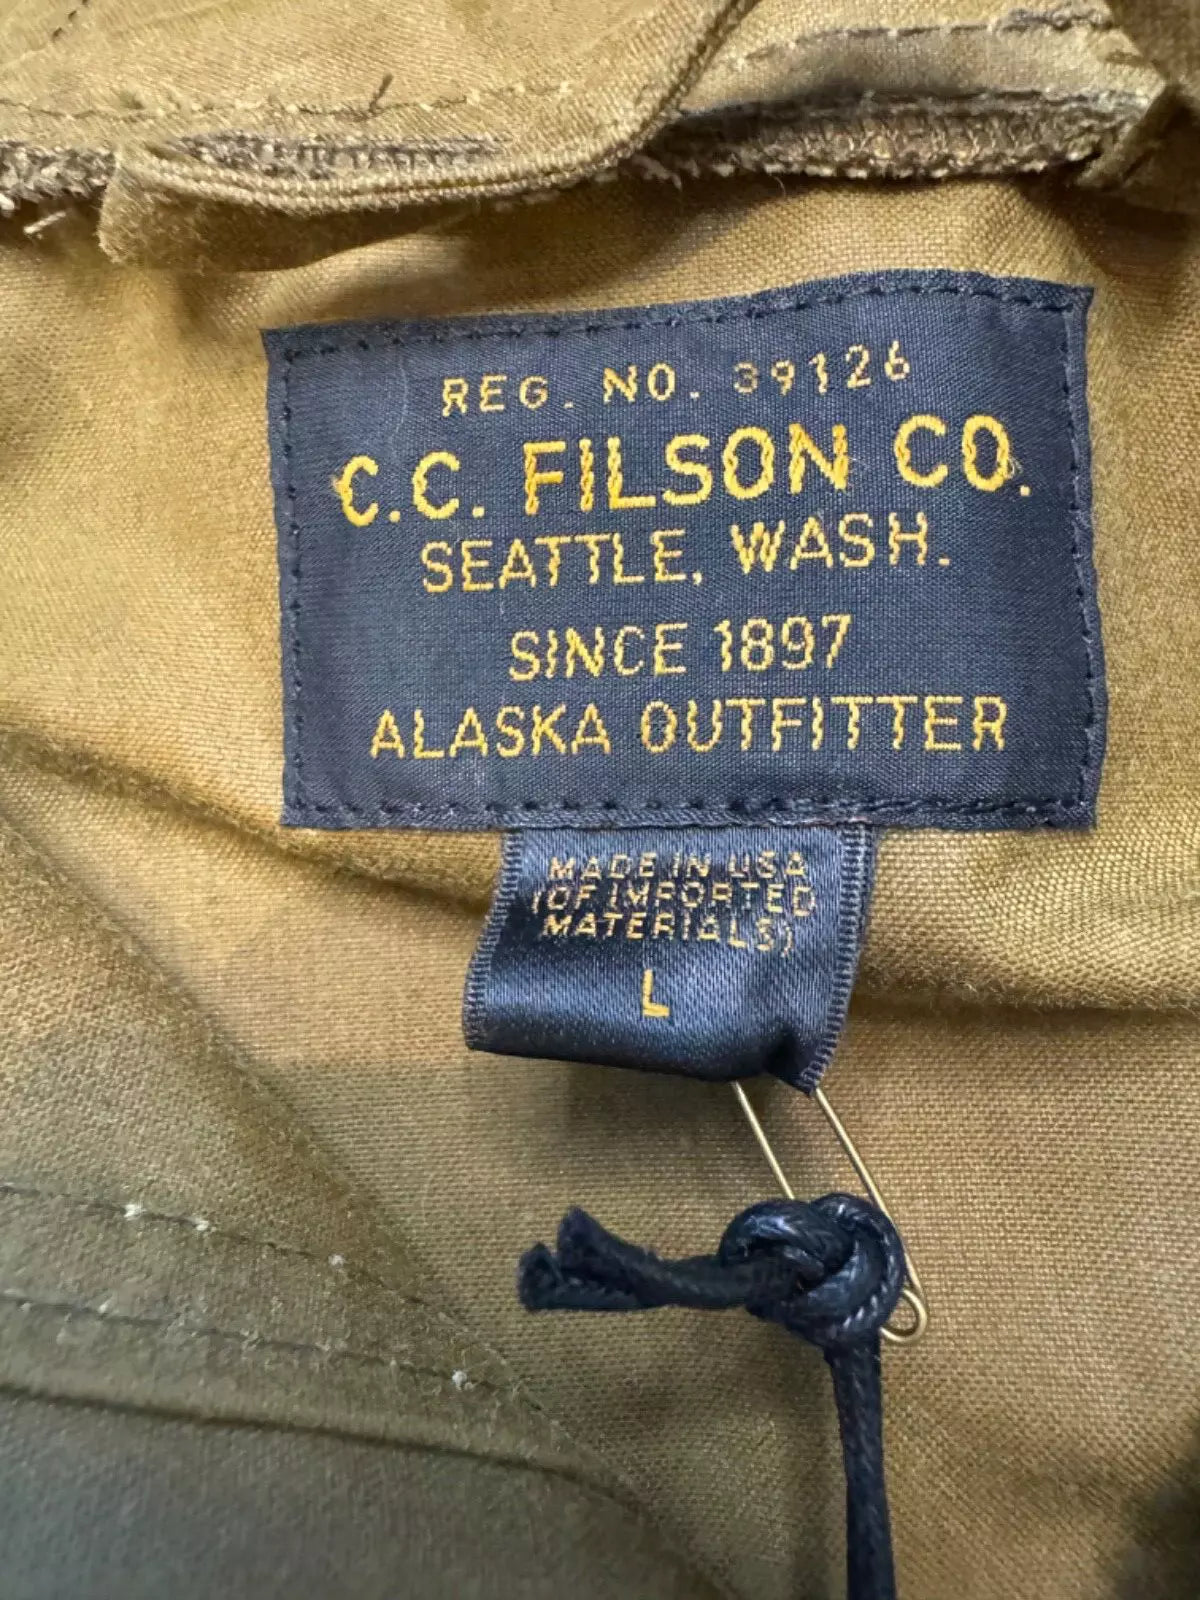 REG. NO. 39126
C.C. FILSON CO.
SEATTLE, WASH.
SINCE 1897
ALASKA OUTFITTER
MADE IN USA
(OF IMPORTED
MATERIALS)
L